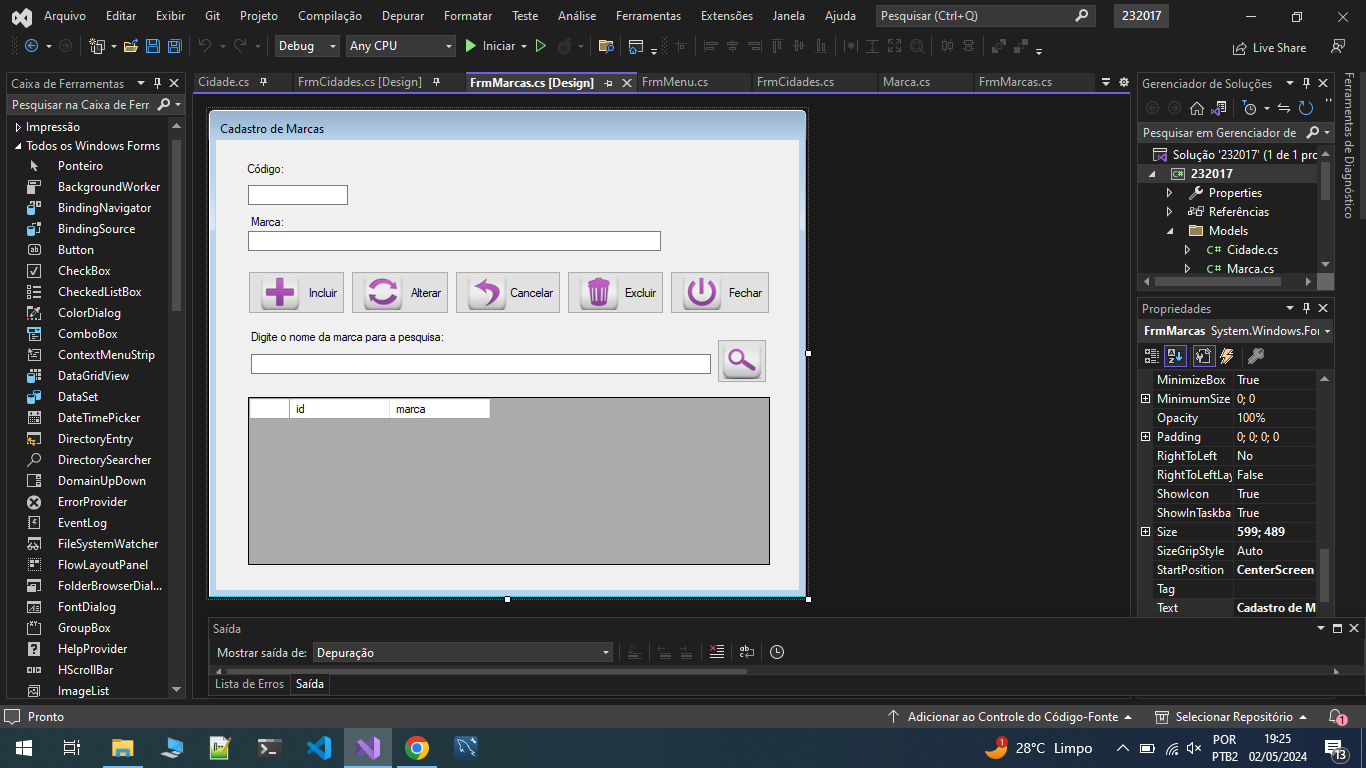 Arquivo Editar Exibir Git Projeto Compilação Depurar Formatar Teste Análise Ferramentas Extensões Janela Ajuda Pesquisar (Ctrl+Q) 232017
Debug Any CPU Iniciar Live Share
Caixa de Ferramentas
Pesquisar na Caixa de Ferr
Impressão
Todos os Windows Forms
Ponteiro
BackgroundWorker
BindingNavigator
BindingSource
Button
CheckBox
CheckedListBox
ColorDialog
ComboBox
ContextMenuStrip
DataGridView
DataSet
DateTimePicker
DirectoryEntry
DirectorySearcher
DomainUpDown
ErrorProvider
EventLog
FileSystemWatcher
FlowLayoutPanel
FolderBrowserDial...
FontDialog
GroupBox
HelpProvider
HScrollBar
ImageList
Cidade.cs FrmCidades.cs [Design] FrmMarcas.cs [Design] FrmMenu.cs FrmCidades.cs Marca.cs FrmMarcas.cs
Cadastro de Marcas
Código:
Marca:
Incluir Alterar Cancelar Excluir Fechar
Digite o nome da marca para a pesquisa:
id marca
Saída
Mostrar saída de: Depuração
Lista de Erros Saída
Gerenciador de Soluções
Pesquisar em Gerenciador de
Solução '232017' (1 de 1 pro
232017
Properties
Referências
Models
Cidade.cs
Marca.cs
Propriedades
FrmMarcas System.Windows.For
MinimizeBox True
MinimumSize 0; 0
Opacity 100%
Padding 0; 0; 0; 0
RightToLeft No
RightToLeftLay False
ShowIcon True
ShowInTaskba True
Size 599; 489
SizeGripStyle Auto
StartPosition CenterScreen
Tag
Text Cadastro de M
Ferramentas de Diagnóstico
Pronto Adicionar ao Controle do Código-Fonte Selecionar Repositório 1
1 28°C Limpo POR 19:25
PTB2 02/05/2024 13